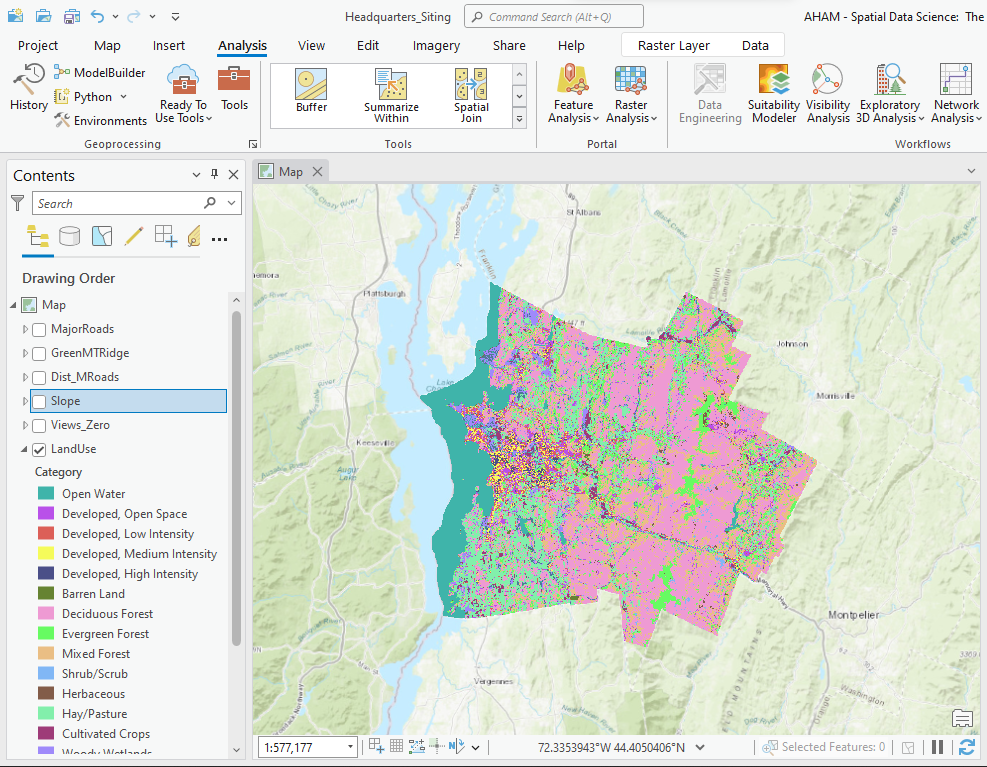 Headquarters_Siting
Command Search (Alt+Q)
AHAM - Spatial Data Science: The
Project Map Insert Analysis View Edit Imagery Share Help Raster Layer Data
History
ModelBuilder
Python
Environments
Ready To
Use Tools
Tools
Buffer
Summarize
Within
Spatial
Join
Feature
Analysis
Raster
Analysis
Data
Engineering
Suitability
Modeler
Visibility
Analysis
Exploratory
3D Analysis
Network
Analysis
Geoprocessing
Tools
Portal
Workflows
Contents
Search
Drawing Order
Map
MajorRoads
GreenMTRidge
Dist_MRoads
Slope
Views_Zero
LandUse
Category
Open Water
Developed, Open Space
Developed, Low Intensity
Developed, Medium Intensity
Developed, High Intensity
Barren Land
Deciduous Forest
Evergreen Forest
Mixed Forest
Shrub/Scrub
Herbaceous
Hay/Pasture
Cultivated Crops
Woody Wetlands
Map
St Albans
Franklin
Plattsburgh
Johnson
Morrisville
Keeseville
Montpelier
Vergennes
Washington
Orange
1:577,177
72.3353943°W 44.4050406°N
Selected Features: 0